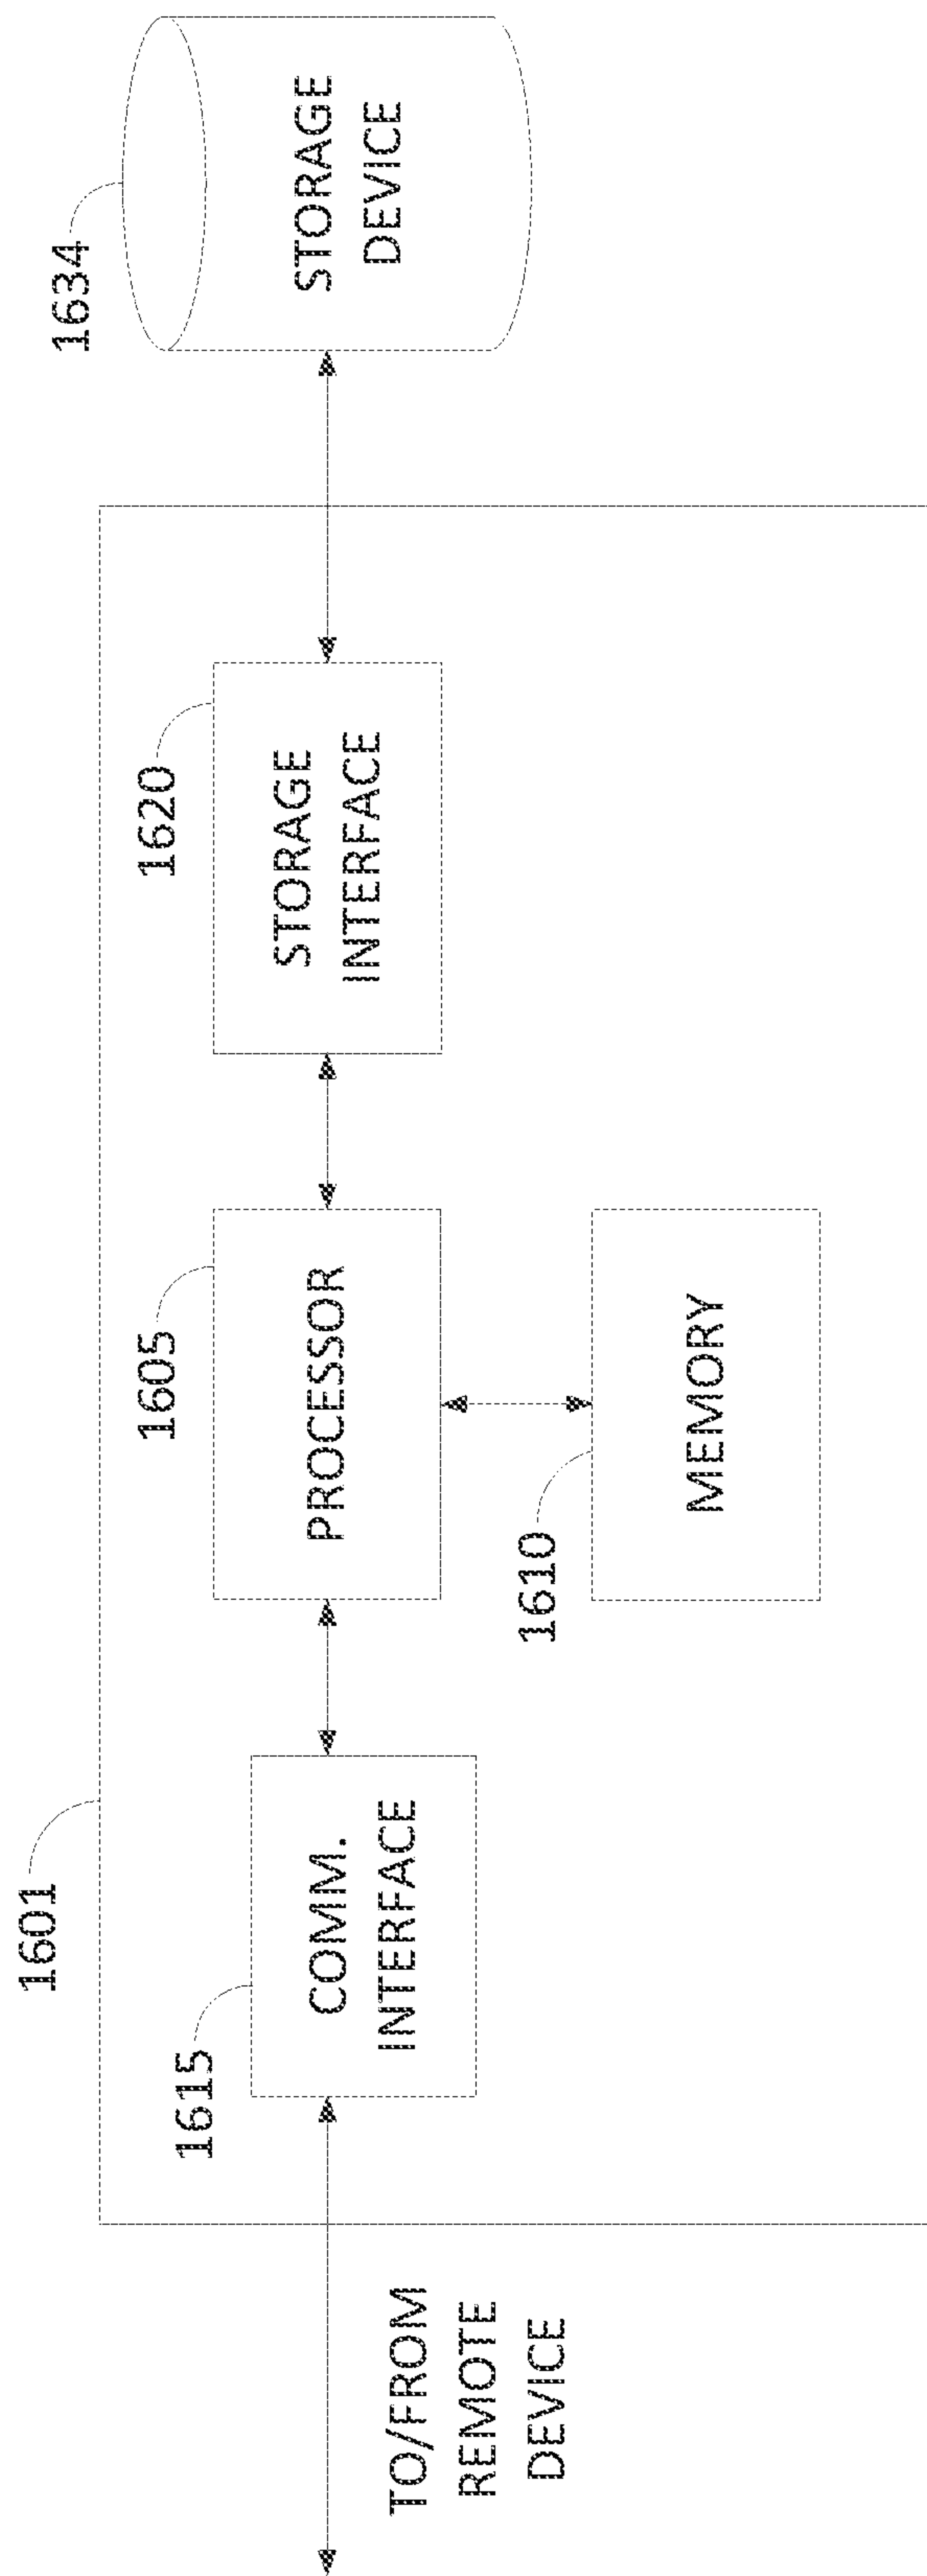 1601
1615
COMM.
INTERFACE
1605
PROCESSOR
1620
STORAGE
INTERFACE
1634
STORAGE
DEVICE
1610
MEMORY
TO/FROM
REMOTE
DEVICE